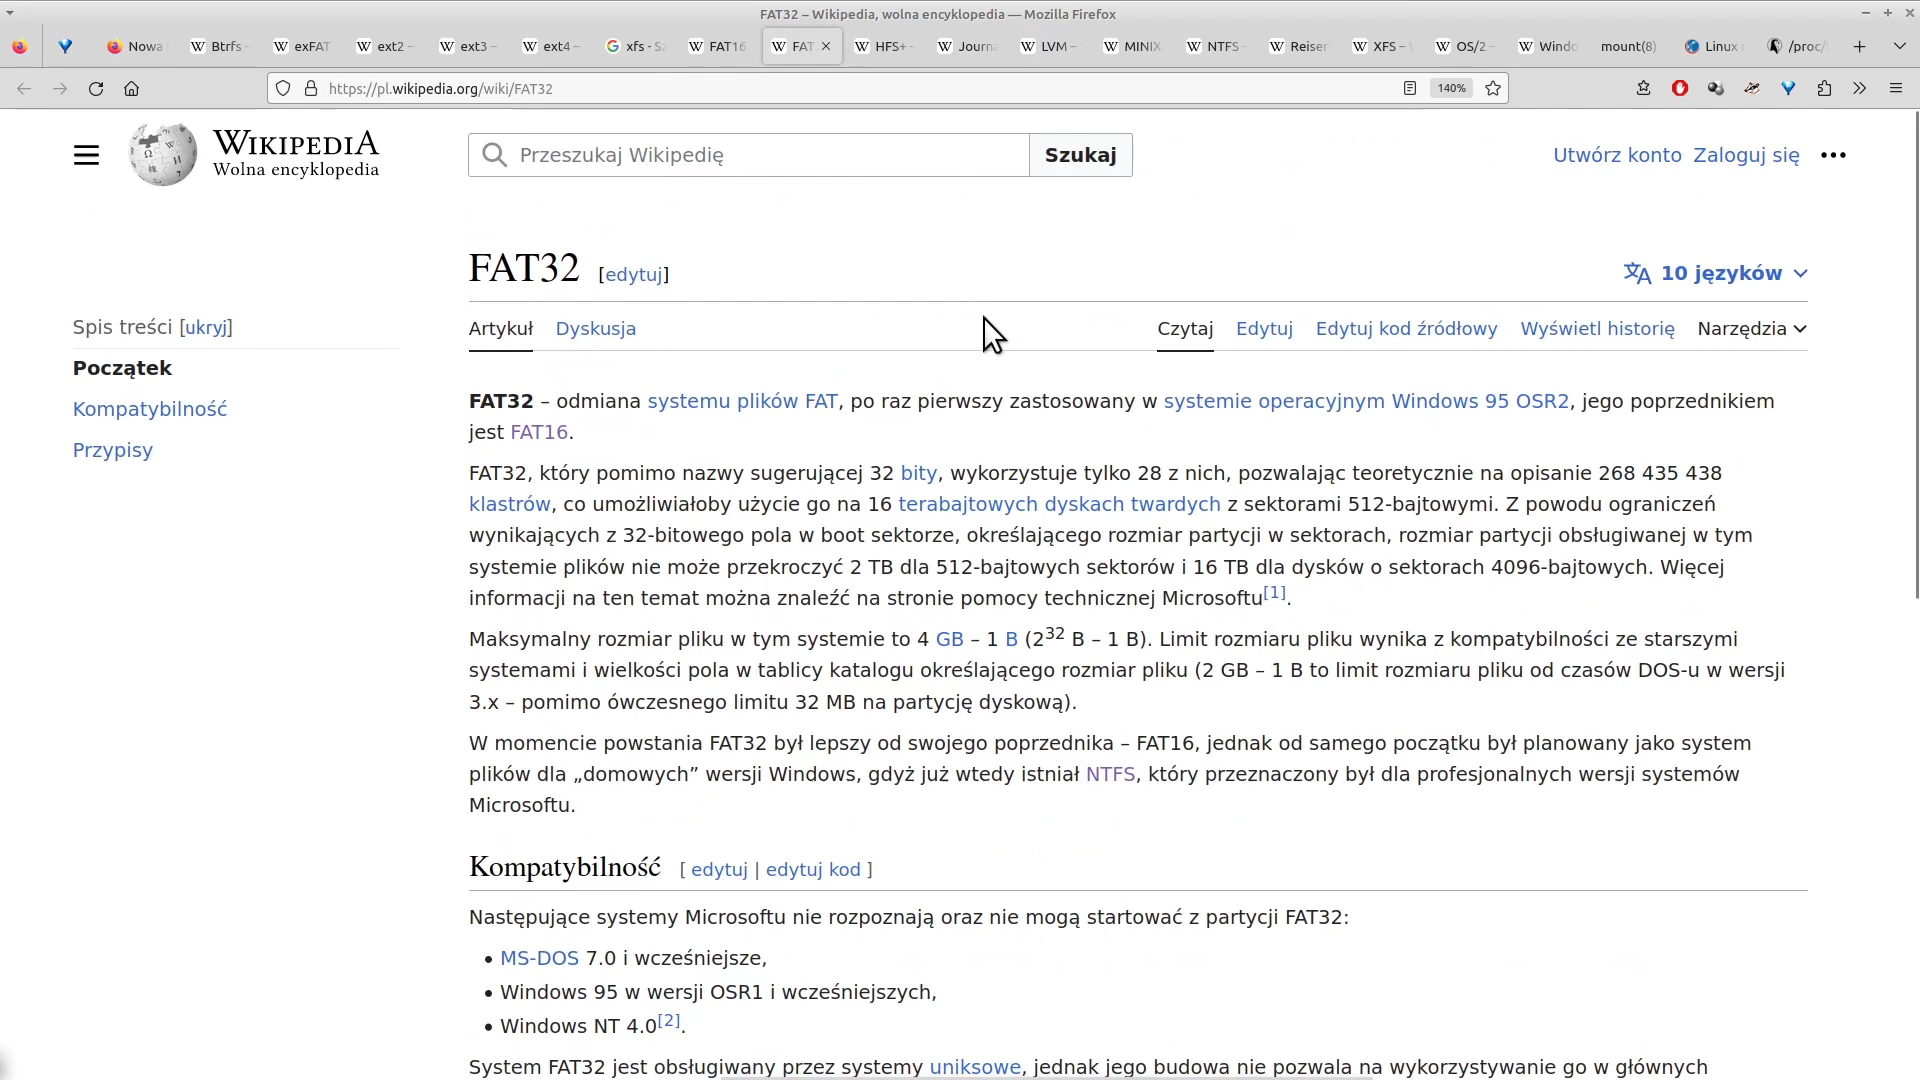 FAT32 – Wikipedia, wolna encyklopedia — Mozilla Firefox
Nowa Btrfs – exFAT ext2 – ext3 – ext4 – xfs - Sz FAT16 FAT HFS+ – Journa LVM – MINIX NTFS Reiser XFS – OS/2 – Windo mount(8) Linux /proc/
https://pl.wikipedia.org/wiki/FAT32 140%
WIKIPEDIA
Wolna encyklopedia
Przeszukaj Wikipedię Szukaj
Utwórz konto Zaloguj się
FAT32 [edytuj] 10 języków
Spis treści [ukryj]
Początek
Kompatybilność
Przypisy
Artykuł Dyskusja Czytaj Edytuj Edytuj kod źródłowy Wyświetl historię Narzędzia
FAT32 – odmiana systemu plików FAT, po raz pierwszy zastosowany w systemie operacyjnym Windows 95 OSR2, jego poprzednikiem
jest FAT16.
FAT32, który pomimo nazwy sugerującej 32 bity, wykorzystuje tylko 28 z nich, pozwalając teoretycznie na opisanie 268 435 438
klastrów, co umożliwiałoby użycie go na 16 terabajtowych dyskach twardych z sektorami 512-bajtowymi. Z powodu ograniczeń
wynikających z 32-bitowego pola w boot sektorze, określającego rozmiar partycji w sektorach, rozmiar partycji obsługiwanej w tym
systemie plików nie może przekroczyć 2 TB dla 512-bajtowych sektorów i 16 TB dla dysków o sektorach 4096-bajtowych. Więcej
informacji na ten temat można znaleźć na stronie pomocy technicznej Microsoftu[1].
Maksymalny rozmiar pliku w tym systemie to 4 GB – 1 B (2³² B – 1 B). Limit rozmiaru pliku wynika z kompatybilności ze starszymi
systemami i wielkości pola w tablicy katalogu określającego rozmiar pliku (2 GB – 1 B to limit rozmiaru pliku od czasów DOS-u w wersji
3.x – pomimo ówczesnego limitu 32 MB na partycję dyskową).
W momencie powstania FAT32 był lepszy od swojego poprzednika – FAT16, jednak od samego początku był planowany jako system
plików dla „domowych” wersji Windows, gdyż już wtedy istniał NTFS, który przeznaczony był dla profesjonalnych wersji systemów
Microsoftu.
Kompatybilność [ edytuj | edytuj kod ]
Następujące systemy Microsoftu nie rozpoznają oraz nie mogą startować z partycji FAT32:
• MS-DOS 7.0 i wcześniejsze,
• Windows 95 w wersji OSR1 i wcześniejszych,
• Windows NT 4.0[2].
System FAT32 jest obsługiwany przez systemy uniksowe, jednak jego budowa nie pozwala na wykorzystywanie go w głównych